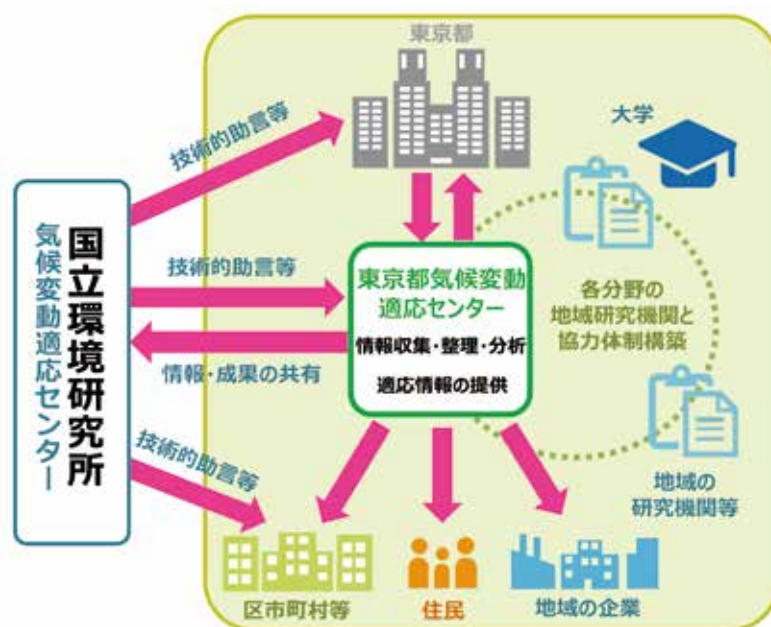 東京都
大学
技術的助言等
国立環境研究所
気候変動適応センター
技術的助言等
情報・成果の共有
技術的助言等
東京都気候変動
適応センター
情報収集・整理・分析
適応情報の提供
各分野の
地域研究機関と
協力体制構築
地域の
研究機関等
区市町村等
住民
地域の企業